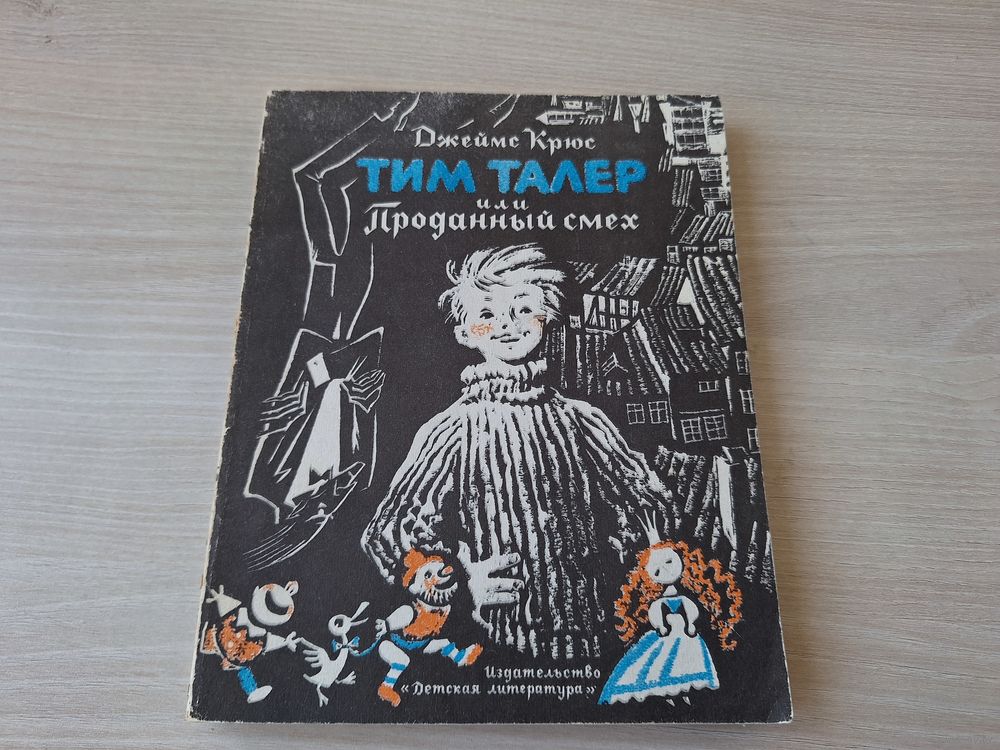 Джеймс Крюс
ТИМ ТАЛЕР
или
Проданный смех
Издательство
«Детская литература»